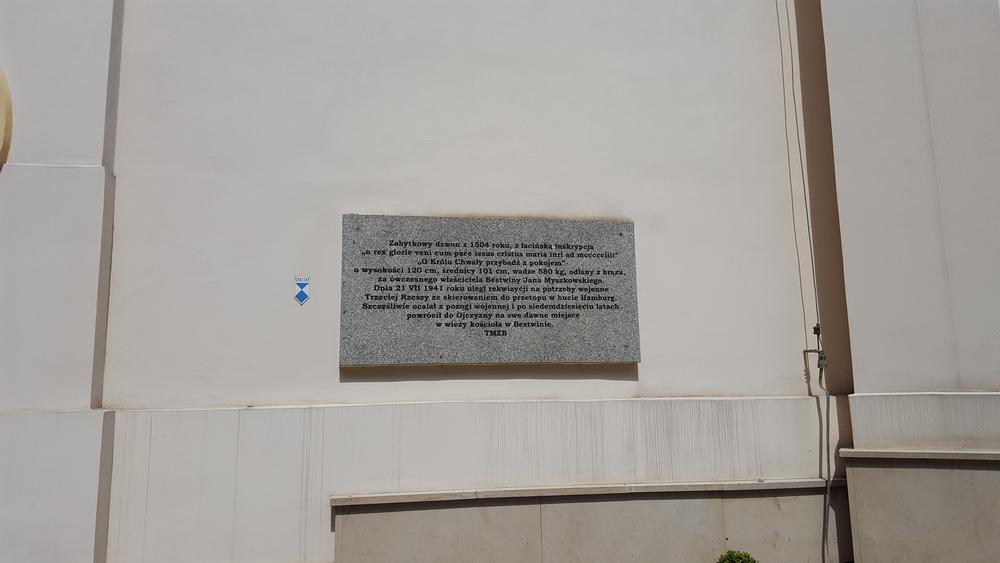 Zabytkowy dzwon z 1504 roku, z łacińską inskrypcją
„o rex glorie veni cum pace iesus cristus maria inri ad mccccciiii"
„O Królu Chwały przybądź z pokojem"
o wysokości 120 cm, średnicy 101 cm, wadze 580 kg, odlany z brązu,
za ówczesnego właściciela Bestwiny Jana Myszkowskiego.
Dnia 21 VII 1941 roku uległ rekwizycji na potrzeby wojenne
Trzeciej Rzeszy ze skierowaniem do przetopu w hucie Hamburg.
Szczęśliwie ocalał z pożogi wojennej i po siedemdziesięciu latach
powrócił do Ojczyzny na swe dawne miejsce
w wieży kościoła w Bestwinie.
TMZB